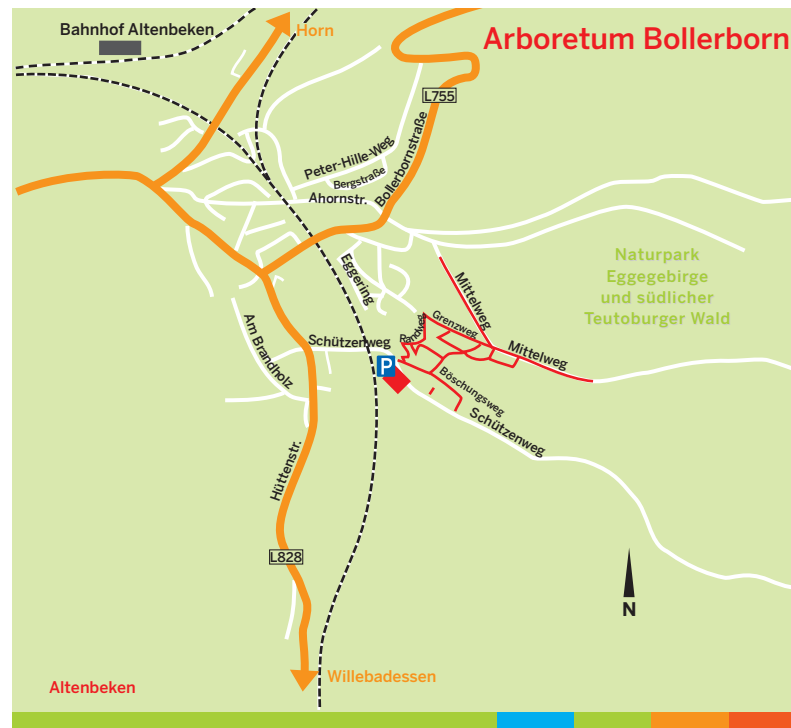 Bahnhof Altenbeken
Horn
Arboretum Bollerborn
L755
Peter-Hille-Weg
Bergstraße
Bollerbornstraße
Ahornstr.
Naturpark
Eggegebirge
und südlicher
Teutoburger Wald
Eggering
Mittelweg
Am Brandholz
Schützenweg
Randweg
Grenzweg
Mittelweg
P
Böschungsweg
Schützenweg
Hüttenstr.
L828
N
Willebadessen
Altenbeken